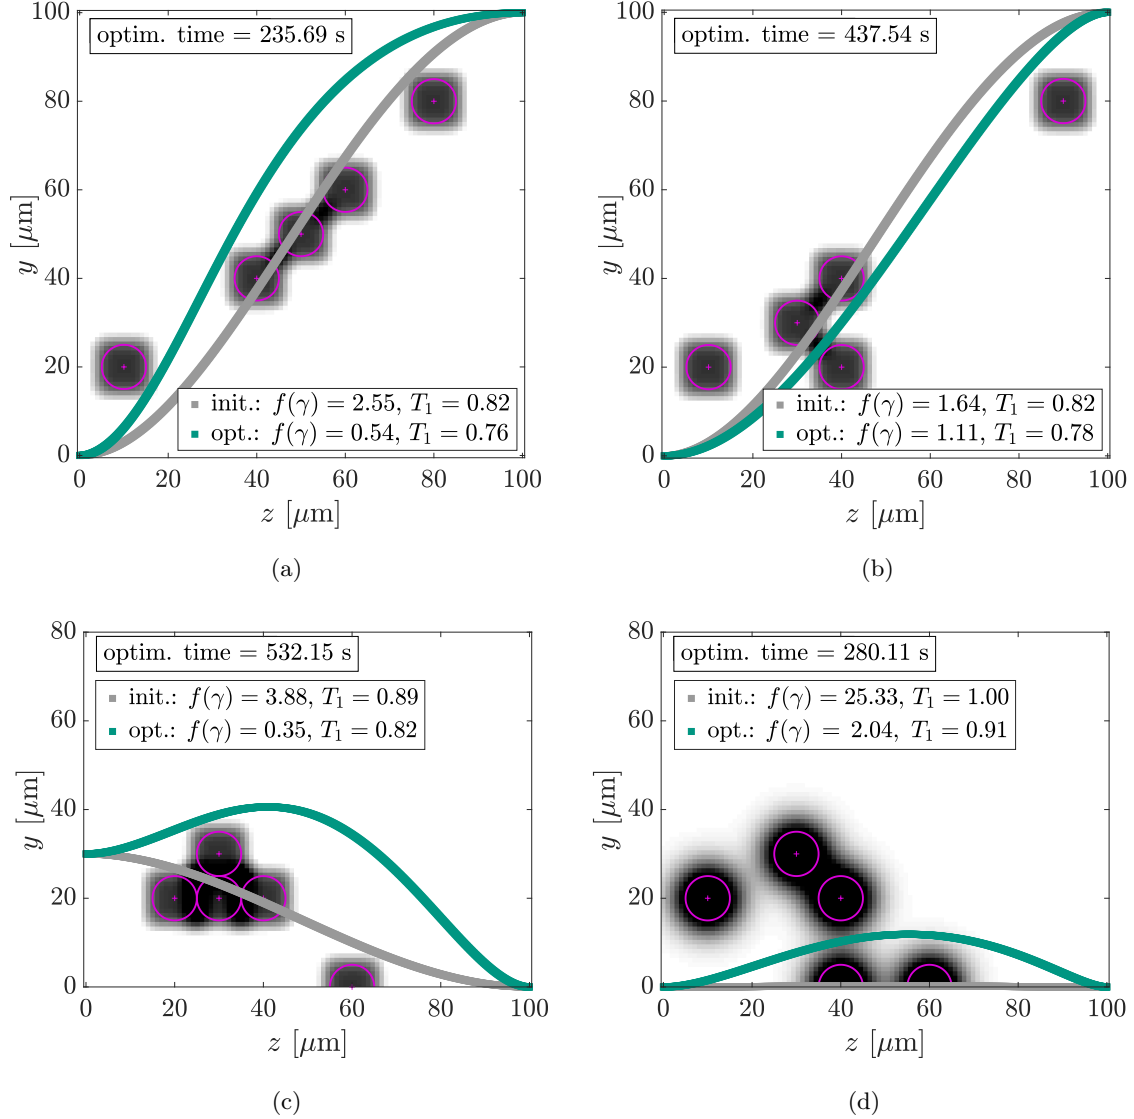 optim. time = 235.69 s
100
80
60
40
20
0
y [μm]
init.: f(γ) = 2.55, T₁ = 0.82
opt.: f(γ) = 0.54, T₁ = 0.76
0 20 40 60 80 100
z [μm]
(a)
optim. time = 437.54 s
100
80
60
40
20
0
y [μm]
init.: f(γ) = 1.64, T₁ = 0.82
opt.: f(γ) = 1.11, T₁ = 0.78
0 20 40 60 80 100
z [μm]
(b)
optim. time = 532.15 s
init.: f(γ) = 3.88, T₁ = 0.89
opt.: f(γ) = 0.35, T₁ = 0.82
80
60
40
20
0
y [μm]
0 20 40 60 80 100
z [μm]
(c)
optim. time = 280.11 s
init.: f(γ) = 25.33, T₁ = 1.00
opt.: f(γ) = 2.04, T₁ = 0.91
80
60
40
20
0
y [μm]
0 20 40 60 80 100
z [μm]
(d)